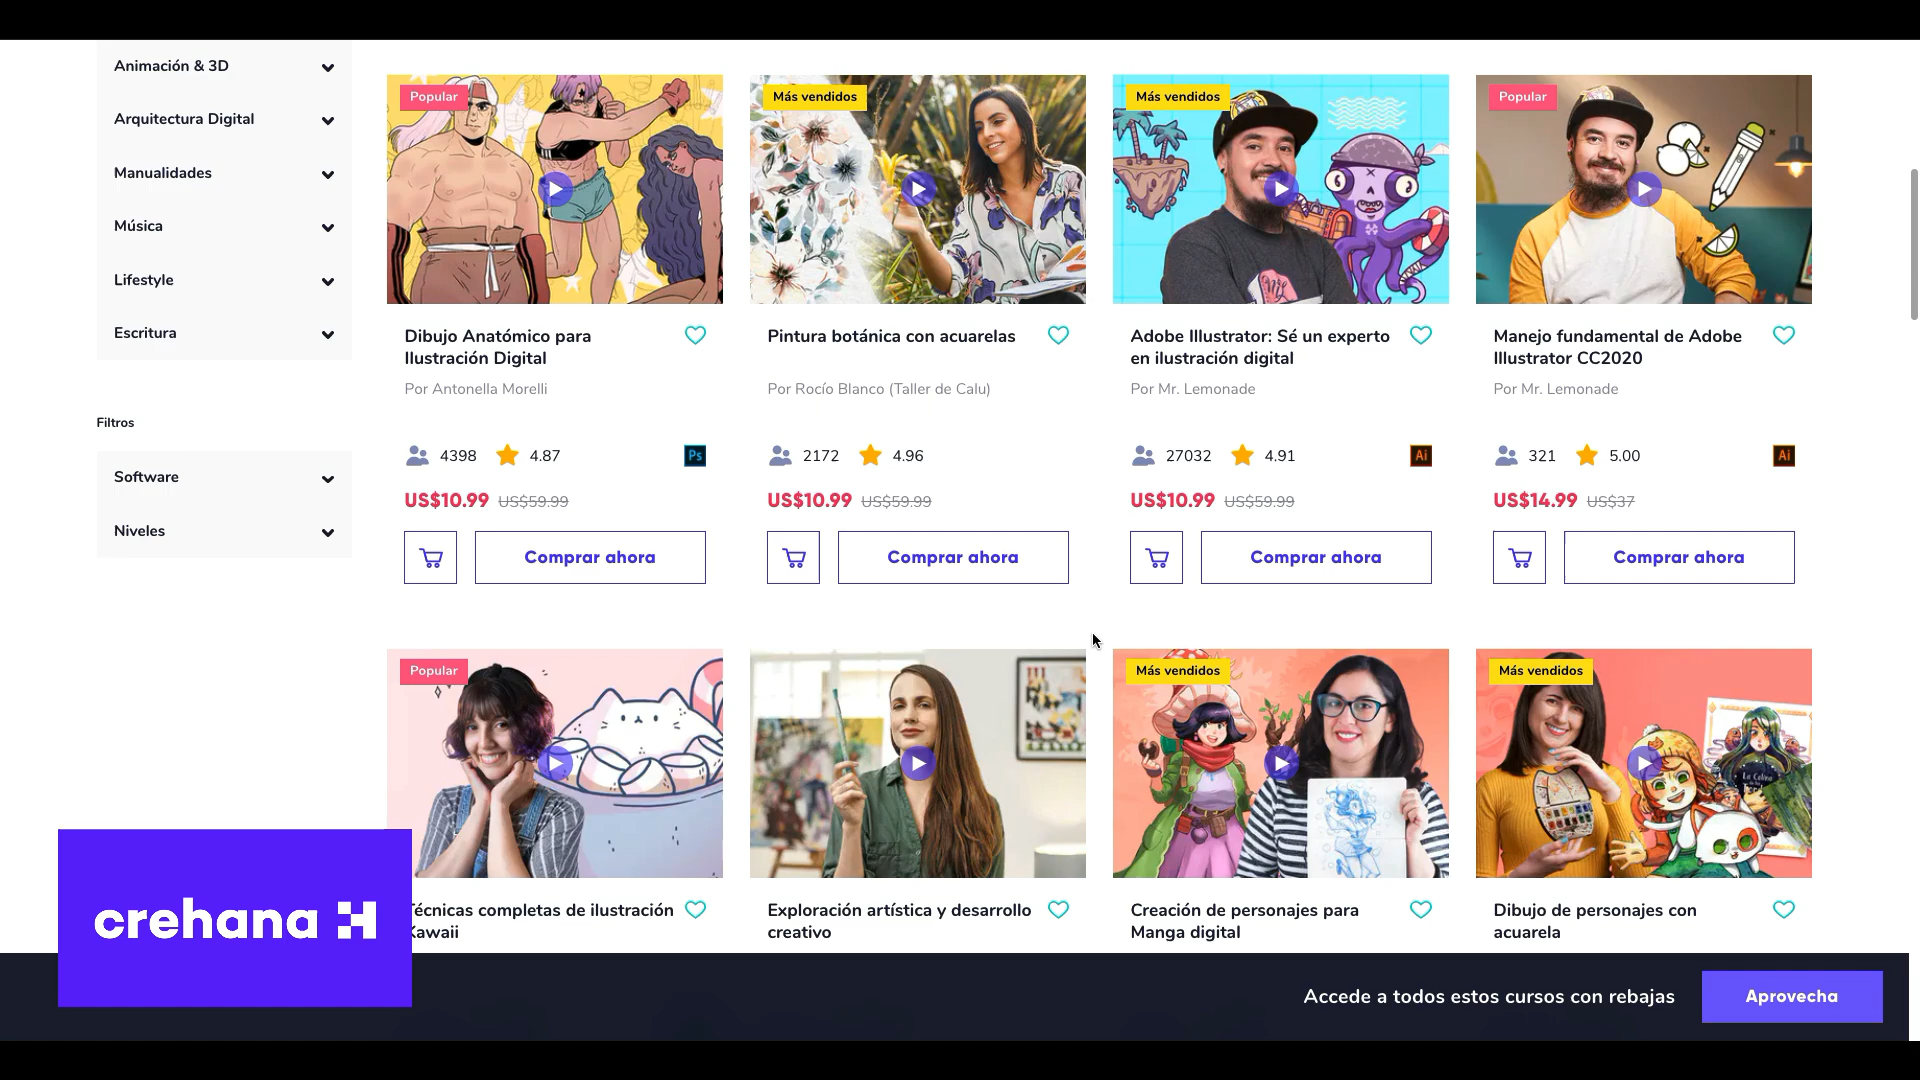 Animación & 3D
Arquitectura Digital
Manualidades
Música
Lifestyle
Escritura
Filtros
Software
Niveles
Popular
Más vendidos
Más vendidos
Popular
Dibujo Anatómico para
Ilustración Digital
Por Antonella Morelli
4398 4.87 Ps
US$10.99 US$59.99
Comprar ahora
Pintura botánica con acuarelas
Por Rocío Blanco (Taller de Calu)
2172 4.96
US$10.99 US$59.99
Comprar ahora
Adobe Illustrator: Sé un experto
en ilustración digital
Por Mr. Lemonade
27032 4.91 Ai
US$10.99 US$59.99
Comprar ahora
Manejo fundamental de Adobe
Illustrator CC2020
Por Mr. Lemonade
321 5.00 Ai
US$14.99 US$37
Comprar ahora
Popular
Más vendidos
Más vendidos
Técnicas completas de ilustración
Kawaii
Exploración artística y desarrollo
creativo
Creación de personajes para
Manga digital
Dibujo de personajes con
acuarela
crehana
Accede a todos estos cursos con rebajas
Aprovecha